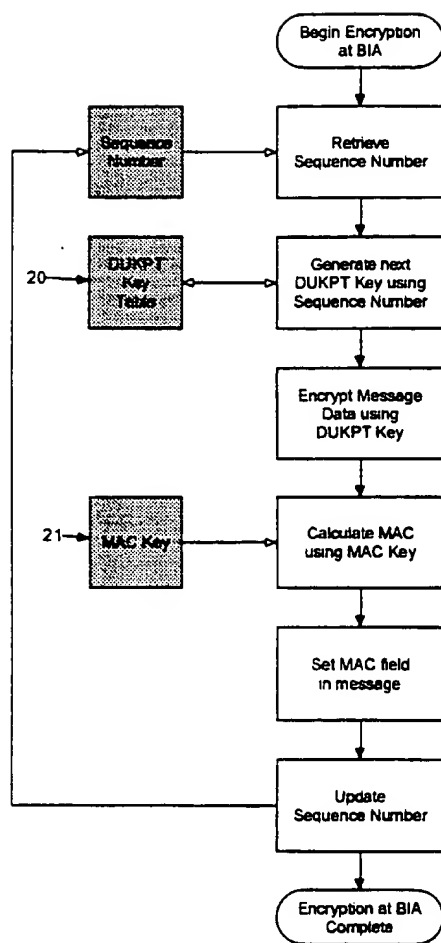 Begin Encryption
at BIA
Sequence
Number
Retrieve
Sequence Number
20
DUKPT
Key
Table
Generate next
DUKPT Key using
Sequence Number
Encrypt Message
Data using
DUKPT Key
21
MAC Key
Calculate MAC
using MAC Key
Set MAC field
in message
Update
Sequence Number
Encryption at BIA
Complete